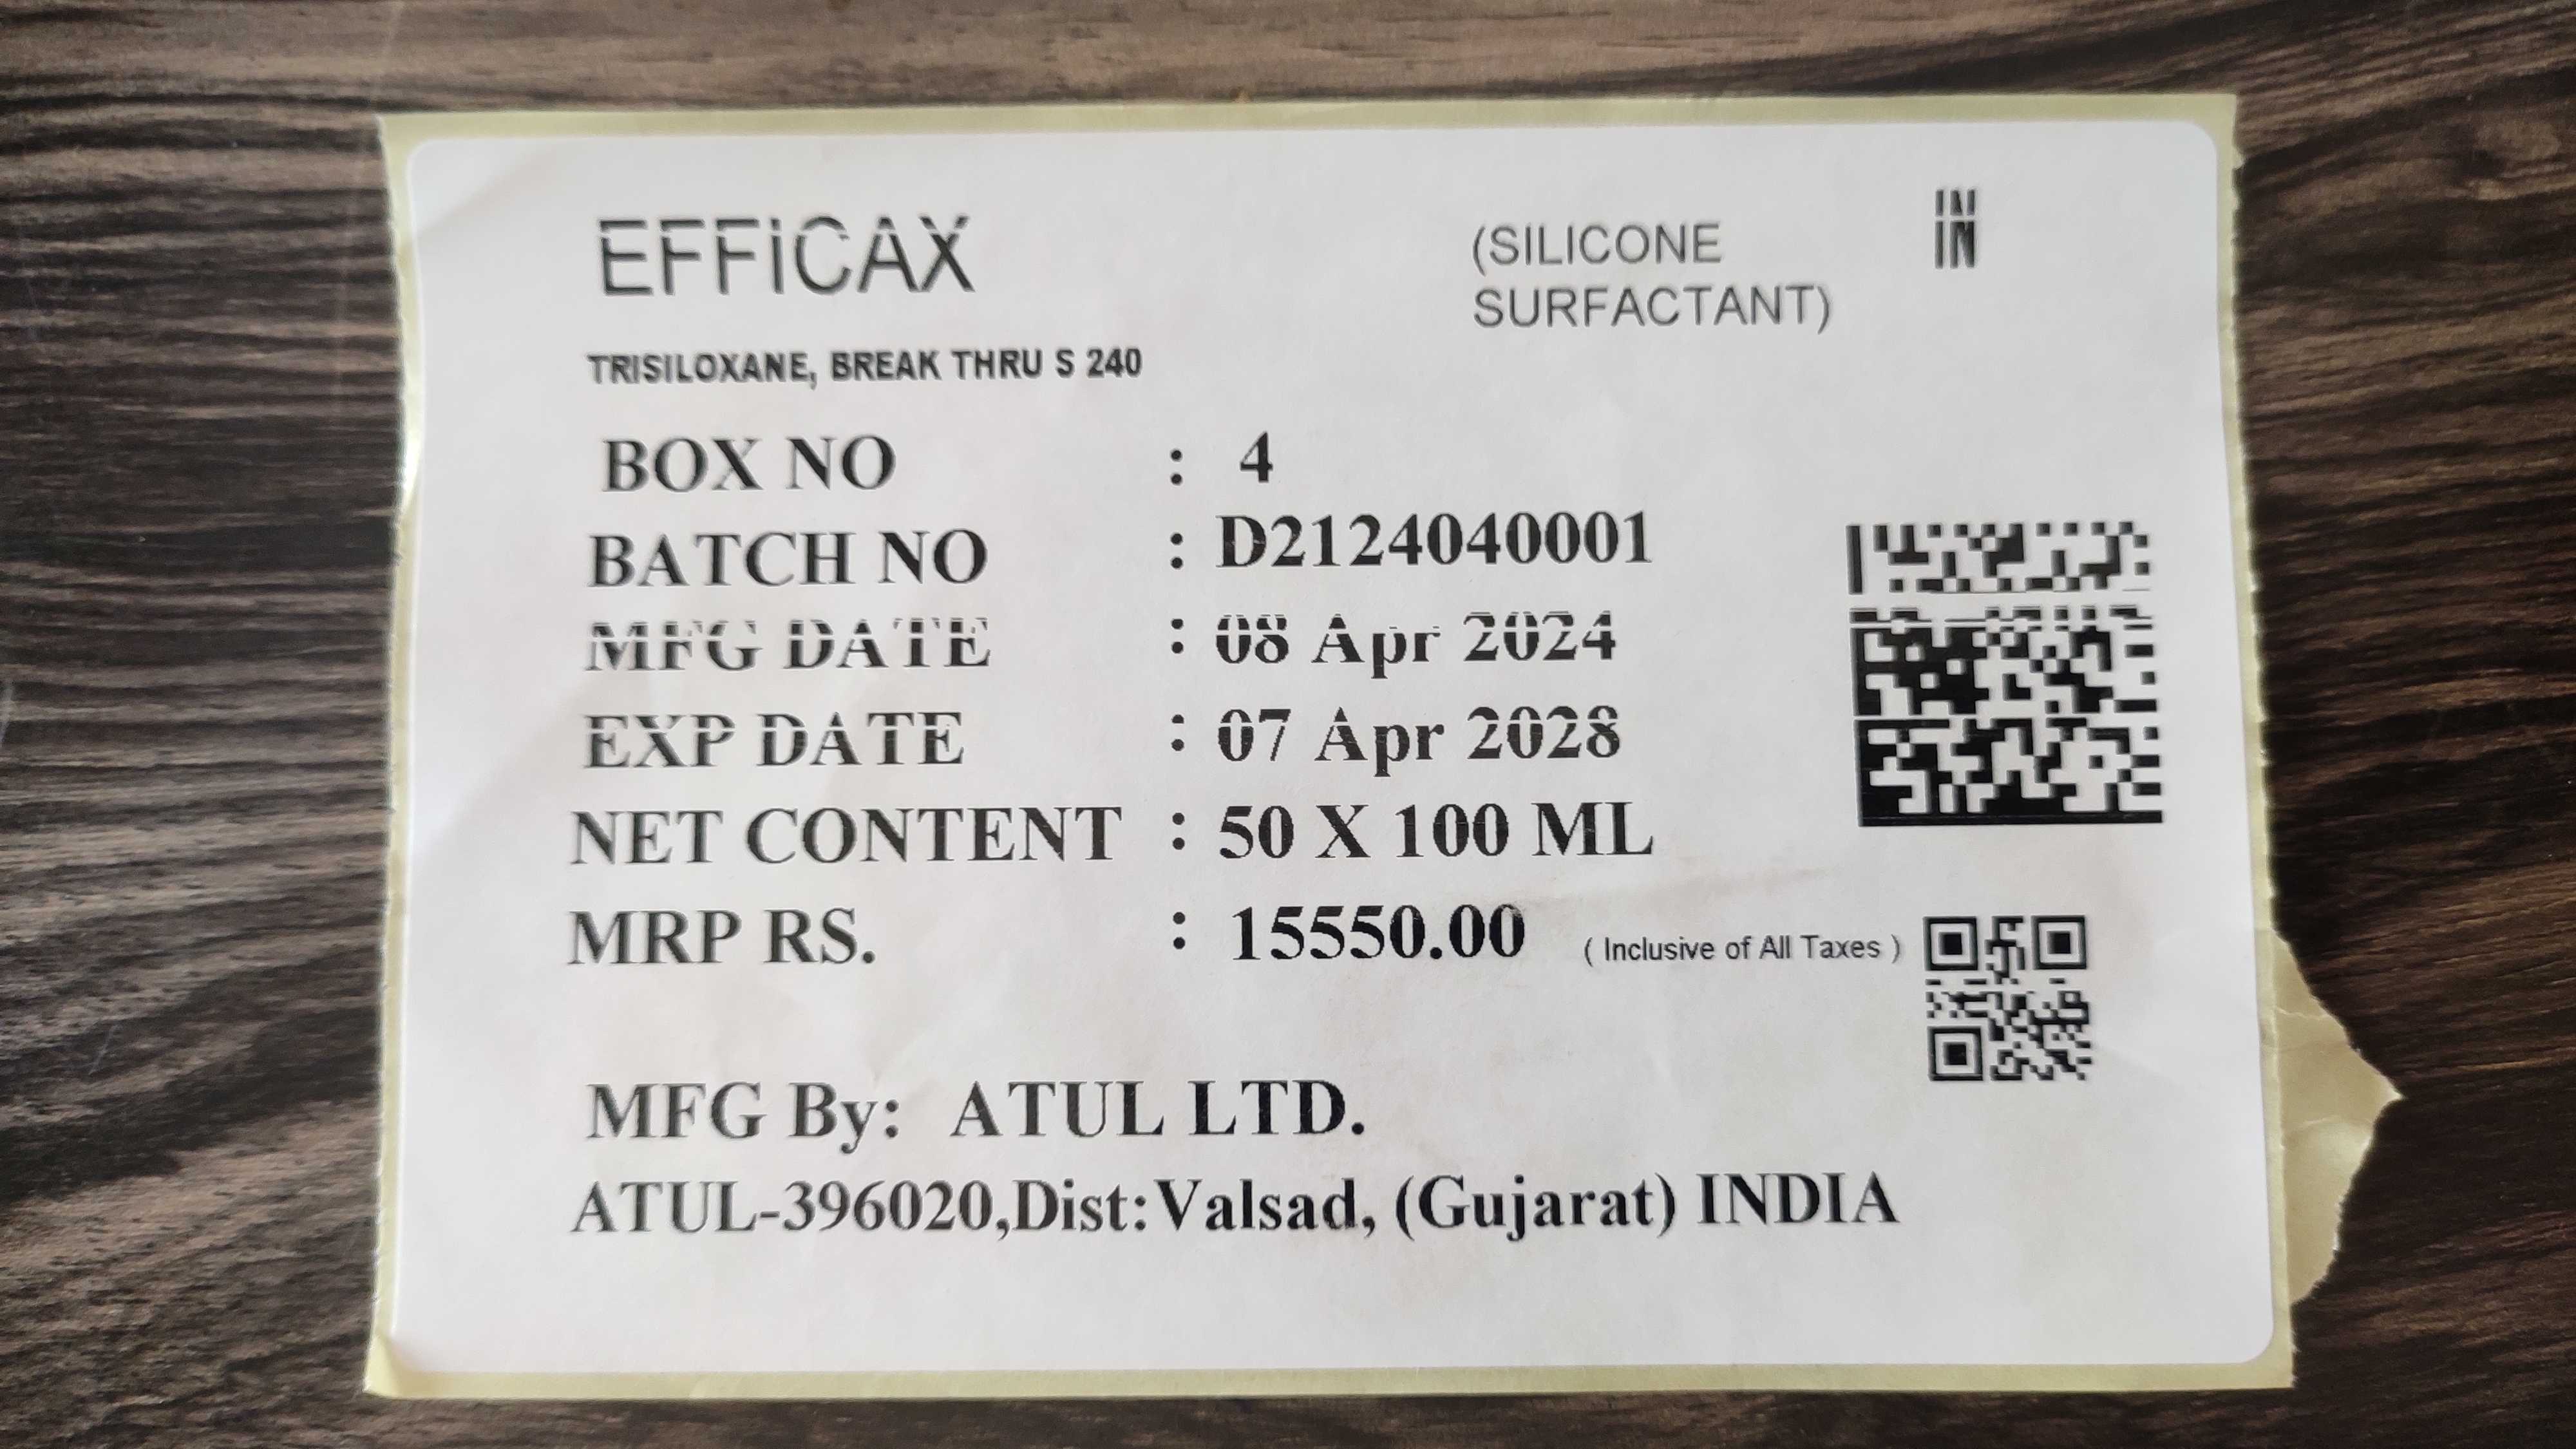 EFFiCAX
(SILICONE
SURFACTANT)
IN
TRISILOXANE, BREAK THRU S 240
BOX NO : 4
BATCH NO : D2124040001
MFG DATE : 08 Apr 2024
EXP DATE : 07 Apr 2028
NET CONTENT : 50 X 100 ML
MRP RS. : 15550.00 ( Inclusive of All Taxes )
MFG By: ATUL LTD.
ATUL-396020,Dist:Valsad, (Gujarat) INDIA